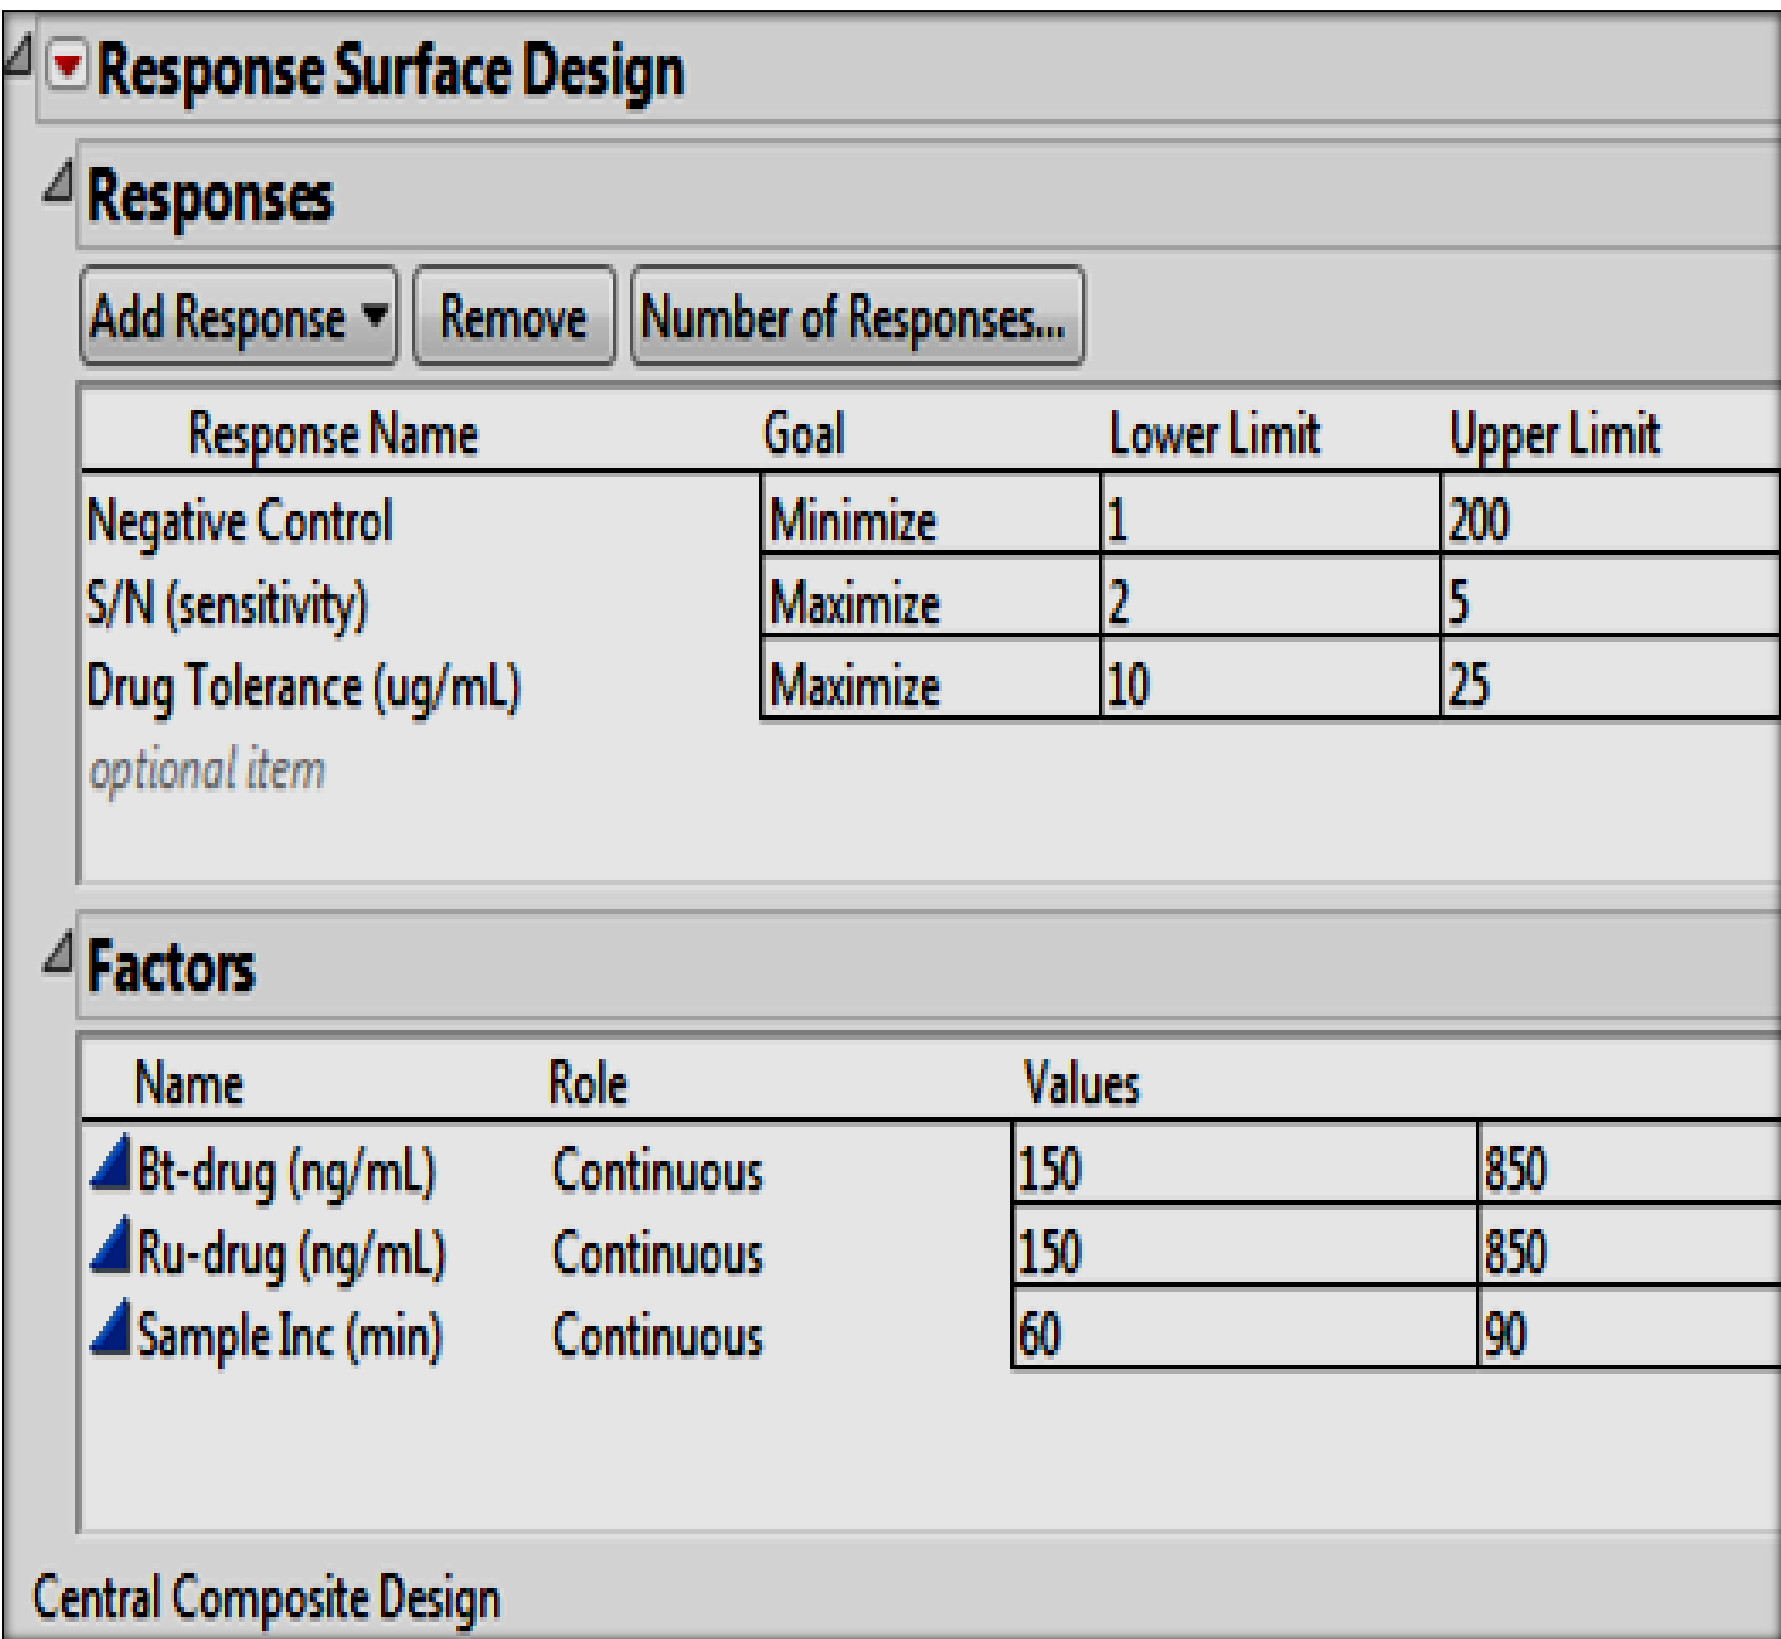 Response Surface Design
Responses
Add Response Remove Number of Responses...
Response Name Goal Lower Limit Upper Limit
Negative Control Minimize 1 200
S/N (sensitivity) Maximize 2 5
Drug Tolerance (ug/mL) Maximize 10 25
optional item
Factors
Name Role Values
Bt-drug (ng/mL) Continuous 150 850
Ru-drug (ng/mL) Continuous 150 850
Sample Inc (min) Continuous 60 90
Central Composite Design